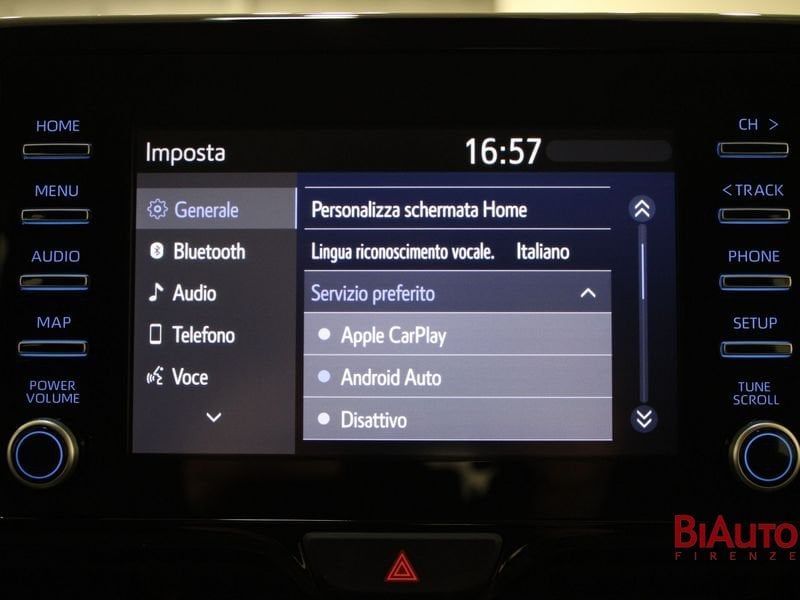 HOME
MENU
AUDIO
MAP
POWER
VOLUME
Imposta
16:57
Generale
Bluetooth
Audio
Telefono
Voce
Personalizza schermata Home
Lingua riconoscimento vocale. Italiano
Servizio preferito
Apple CarPlay
Android Auto
Disattivo
CH >
< TRACK
PHONE
SETUP
TUNE
SCROLL
BIAUTO
FIRENZE